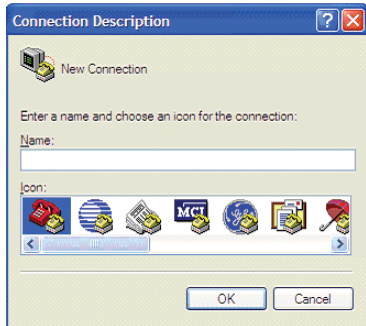 Connection Description
New Connection
Enter a name and choose an icon for the connection:
Name:
Icon:
MCI
OK Cancel